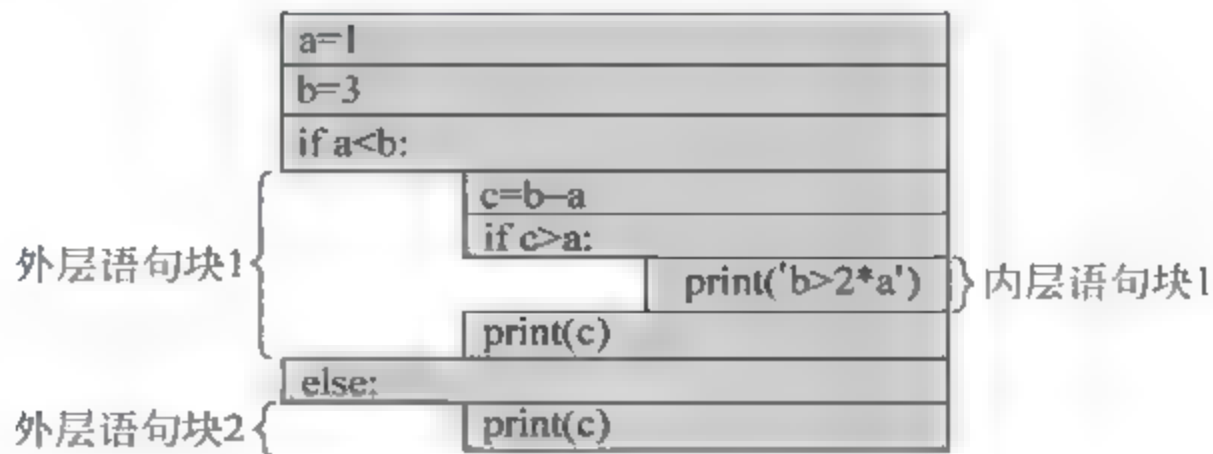 a=1
b=3
if a<b:
c=b–a
if c>a:
外层语句块1
print('b>2*a')
内层语句块1
print(c)
else:
外层语句块2
print(c)